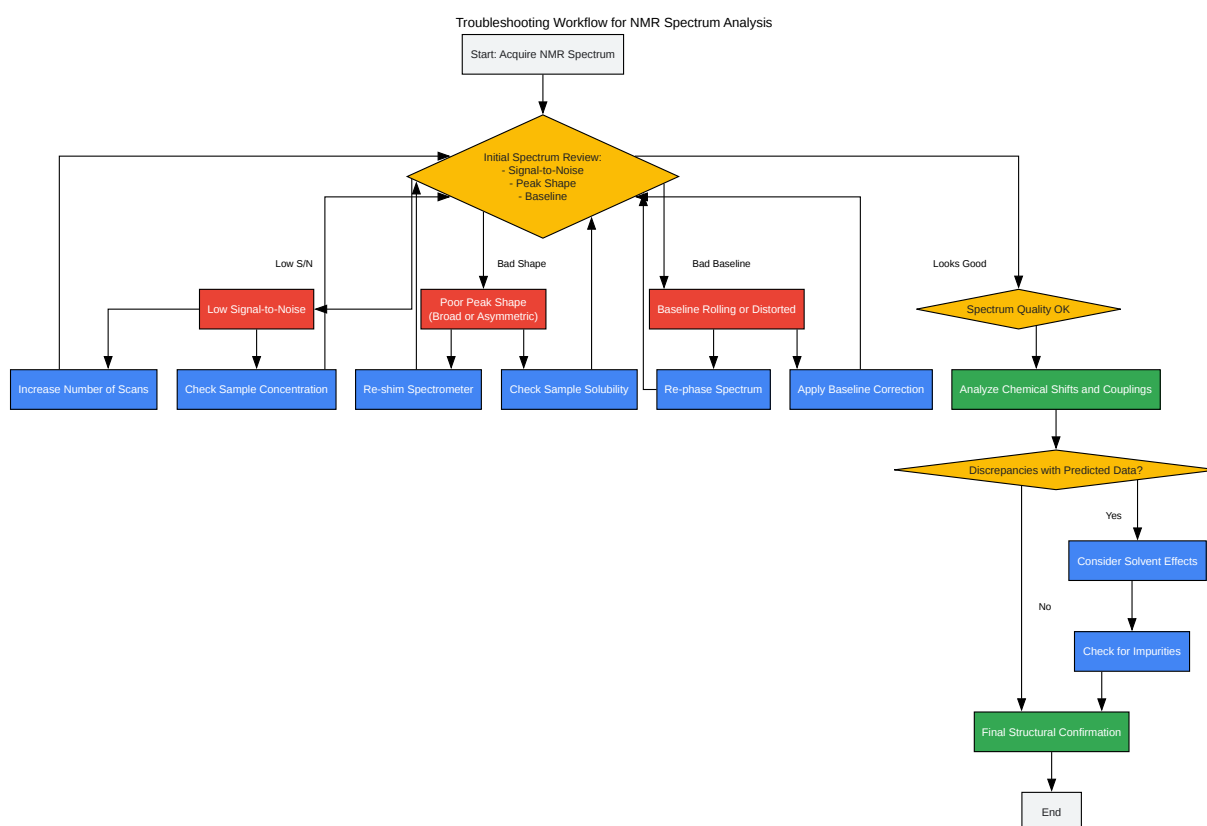 Troubleshooting Workflow for NMR Spectrum Analysis
Start: Acquire NMR Spectrum
Initial Spectrum Review:
- Signal-to-Noise
- Peak Shape
- Baseline
Low S/N
Bad Shape
Bad Baseline
Looks Good
Low Signal-to-Noise
Poor Peak Shape
(Broad or Asymmetric)
Baseline Rolling or Distorted
Spectrum Quality OK
Increase Number of Scans
Check Sample Concentration
Re-shim Spectrometer
Check Sample Solubility
Re-phase Spectrum
Apply Baseline Correction
Analyze Chemical Shifts and Couplings
Discrepancies with Predicted Data?
Yes
Consider Solvent Effects
No
Check for Impurities
Final Structural Confirmation
End